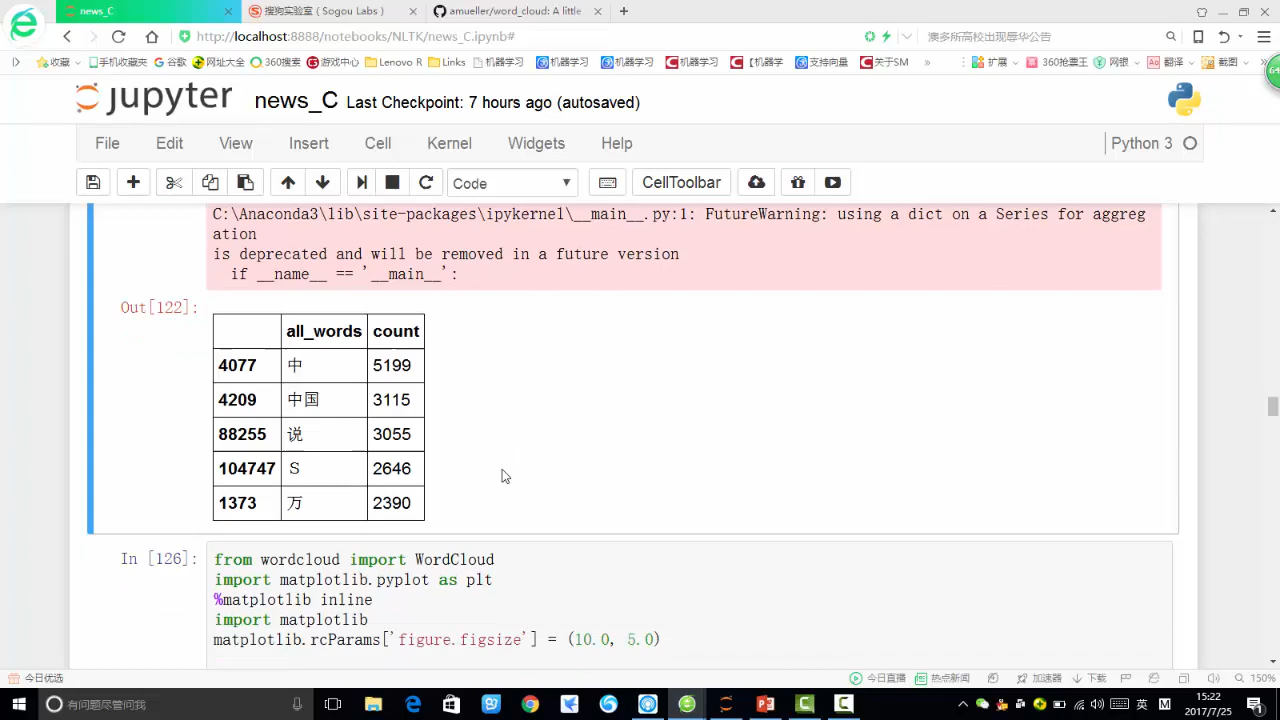 news_C
搜狗实验室（Sogou Labs）
amueller/word_cloud: A little
http://localhost:8888/notebooks/NLTK/news_C.ipynb#
澳多所高校出现辱华公告
收藏 手机收藏夹 谷歌 网址大全 360搜索 游戏中心 Lenovo R Links 机器学习 机器学习 机器学习 机器学习 【机器学 支持向量 关于SM » 扩展 360抢票王 网银 翻译 截图
jupyter news_C Last Checkpoint: 7 hours ago (autosaved)
File Edit View Insert Cell Kernel Widgets Help Python 3
Code CellToolbar
C:\Anaconda3\lib\site-packages\ipykernel\__main__.py:1: FutureWarning: using a dict on a Series for aggreg
ation
is deprecated and will be removed in a future version
if __name__ == '__main__':
Out[122]:
all_words count
4077 中 5199
4209 中国 3115
88255 说 3055
104747 S 2646
1373 万 2390
In [126]:
from wordcloud import WordCloud
import matplotlib.pyplot as plt
%matplotlib inline
import matplotlib
matplotlib.rcParams['figure.figsize'] = (10.0, 5.0)
今日优选 今日直播 热点新闻 加速器 下载 150%
有问题尽管问我
英 M 15:22
2017/7/25